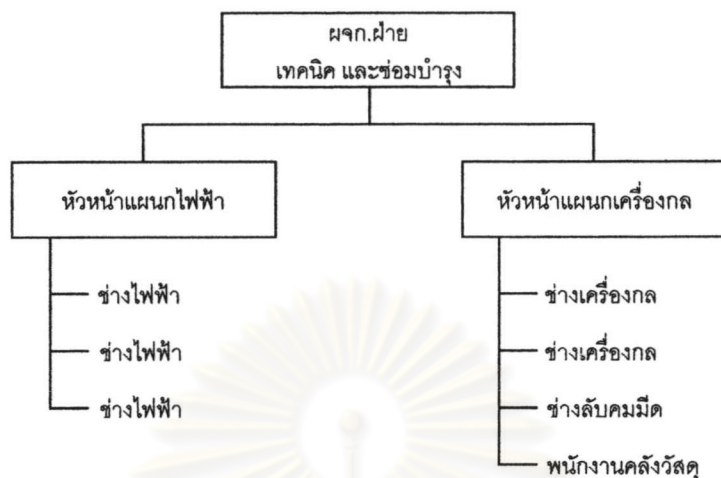 ผจก.ฝ่าย
เทคนิค และซ่อมบำรุง
หัวหน้าแผนกไฟฟ้า
ช่างไฟฟ้า
ช่างไฟฟ้า
ช่างไฟฟ้า
หัวหน้าแผนกเครื่องกล
ช่างเครื่องกล
ช่างเครื่องกล
ช่างลับคมมีด
พนักงานคลังวัสดุ